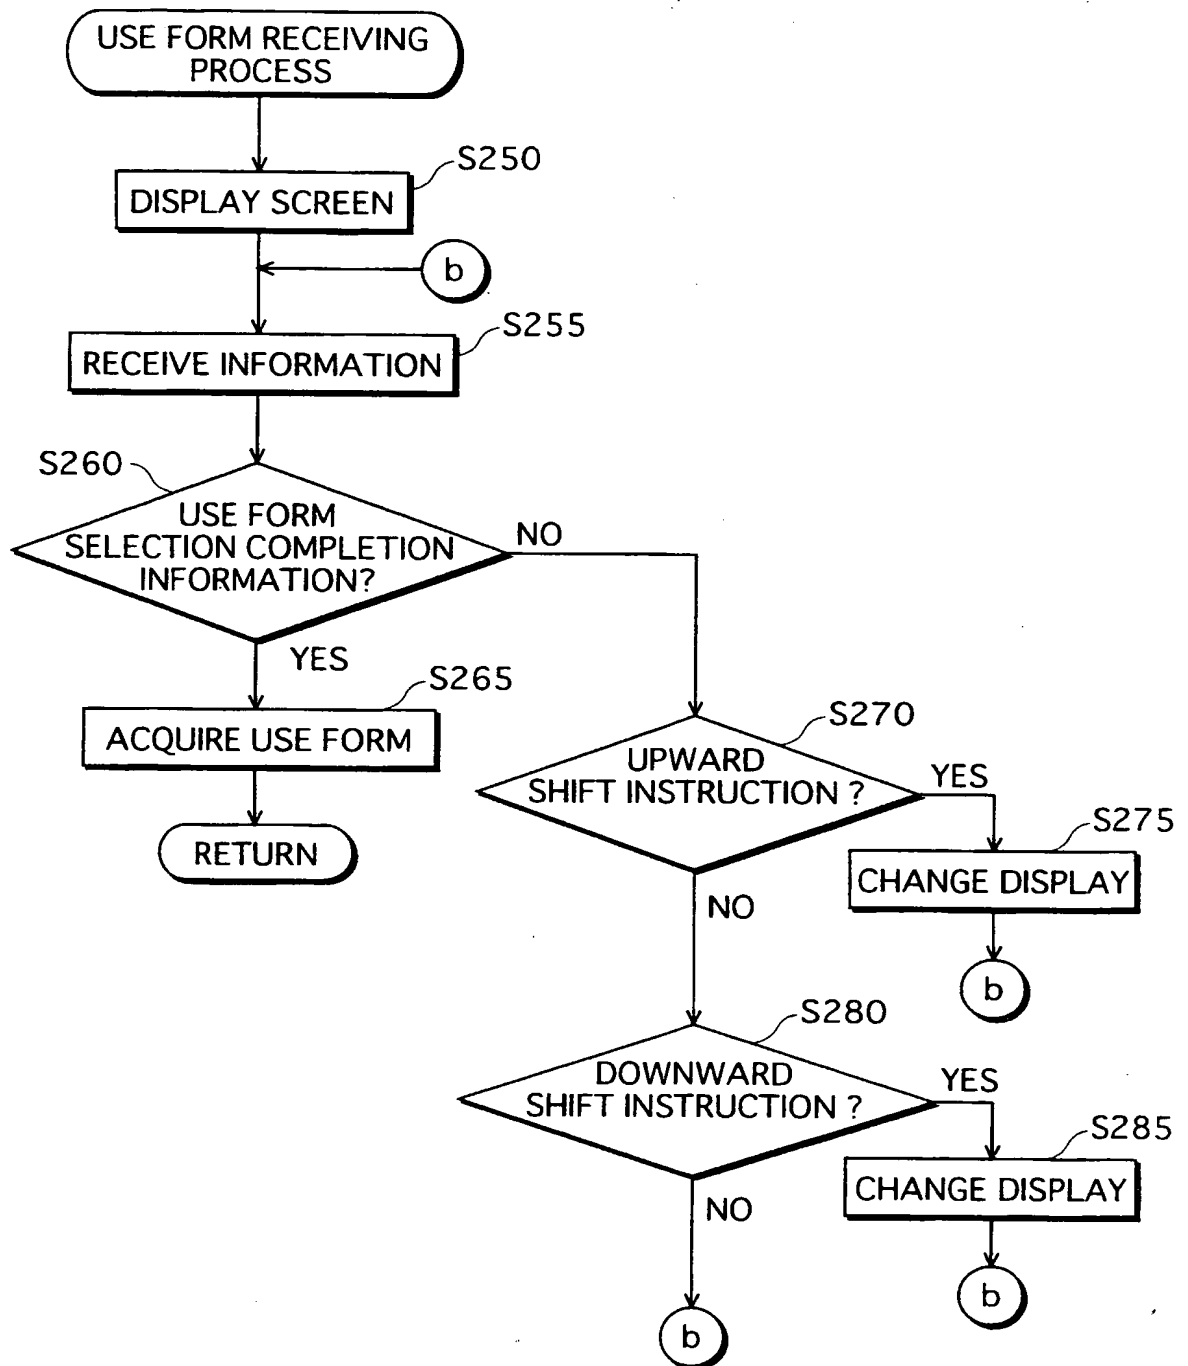 USE FORM RECEIVING
PROCESS
S250
DISPLAY SCREEN
b
S255
RECEIVE INFORMATION
S260
USE FORM
SELECTION COMPLETION
INFORMATION?
NO
YES
S265
ACQUIRE USE FORM
RETURN
S270
UPWARD
SHIFT INSTRUCTION ?
YES
S275
CHANGE DISPLAY
b
NO
S280
DOWNWARD
SHIFT INSTRUCTION ?
YES
S285
CHANGE DISPLAY
b
NO
b